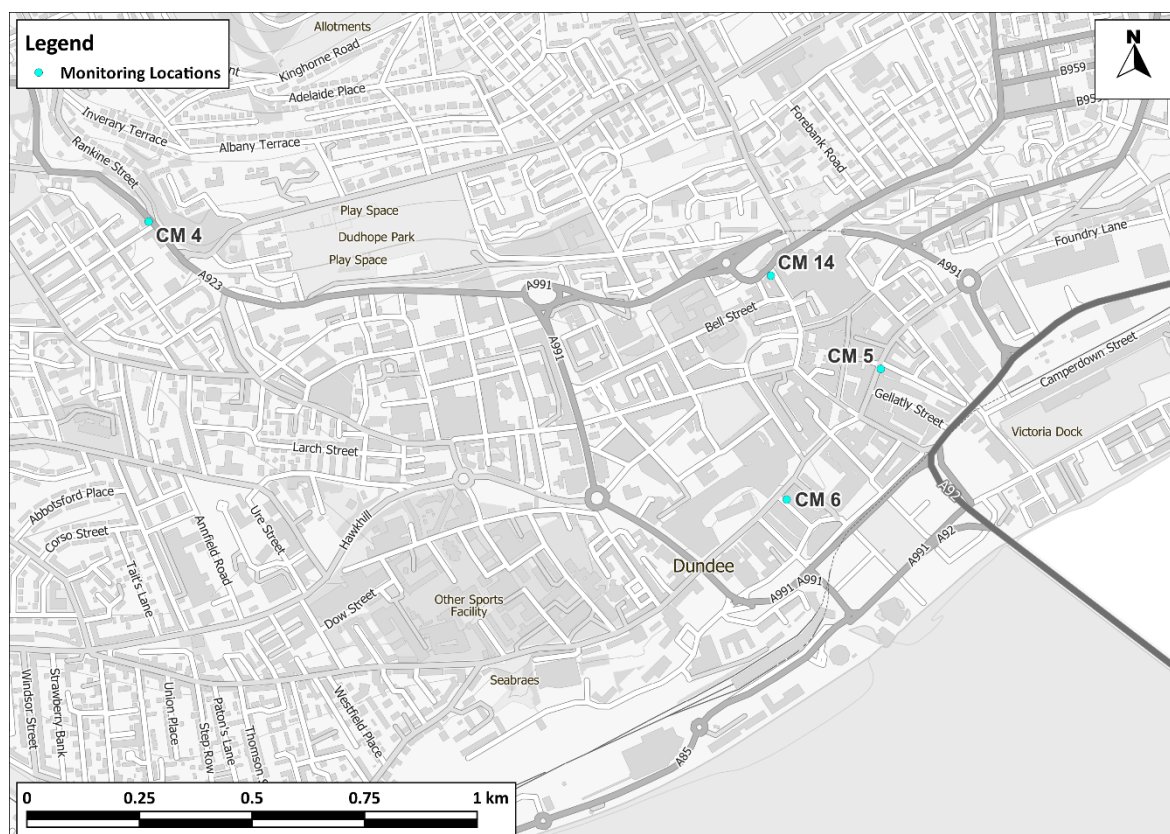 Legend
Monitoring Locations
N
Allotments
Kinghorne Road
Adelaide Place
Inverary Terrace
Albany Terrace
Rankine Street
B959
B959
Forebank Road
Play Space
Dudhope Park
Play Space
CM 4
A923
Foundry Lane
CM 14
A991
A991
Bell Street
A991
CM 5
Gellatly Street
Camperdown Street
Victoria Dock
Larch Street
Abbotsford Place
Corso Street
Annfield Road
Ure Street
Hawkhill
CM 6
A92
Tait's Lane
Dundee
A991
A92
Dow Street
Other Sports
Facility
A991
A991
Seabraes
Windsor Street
Strawberry Bank
Union Place
Paton's Lane
Step Row
Thomson
Westfield Place
A85
0 0.25 0.5 0.75 1 km